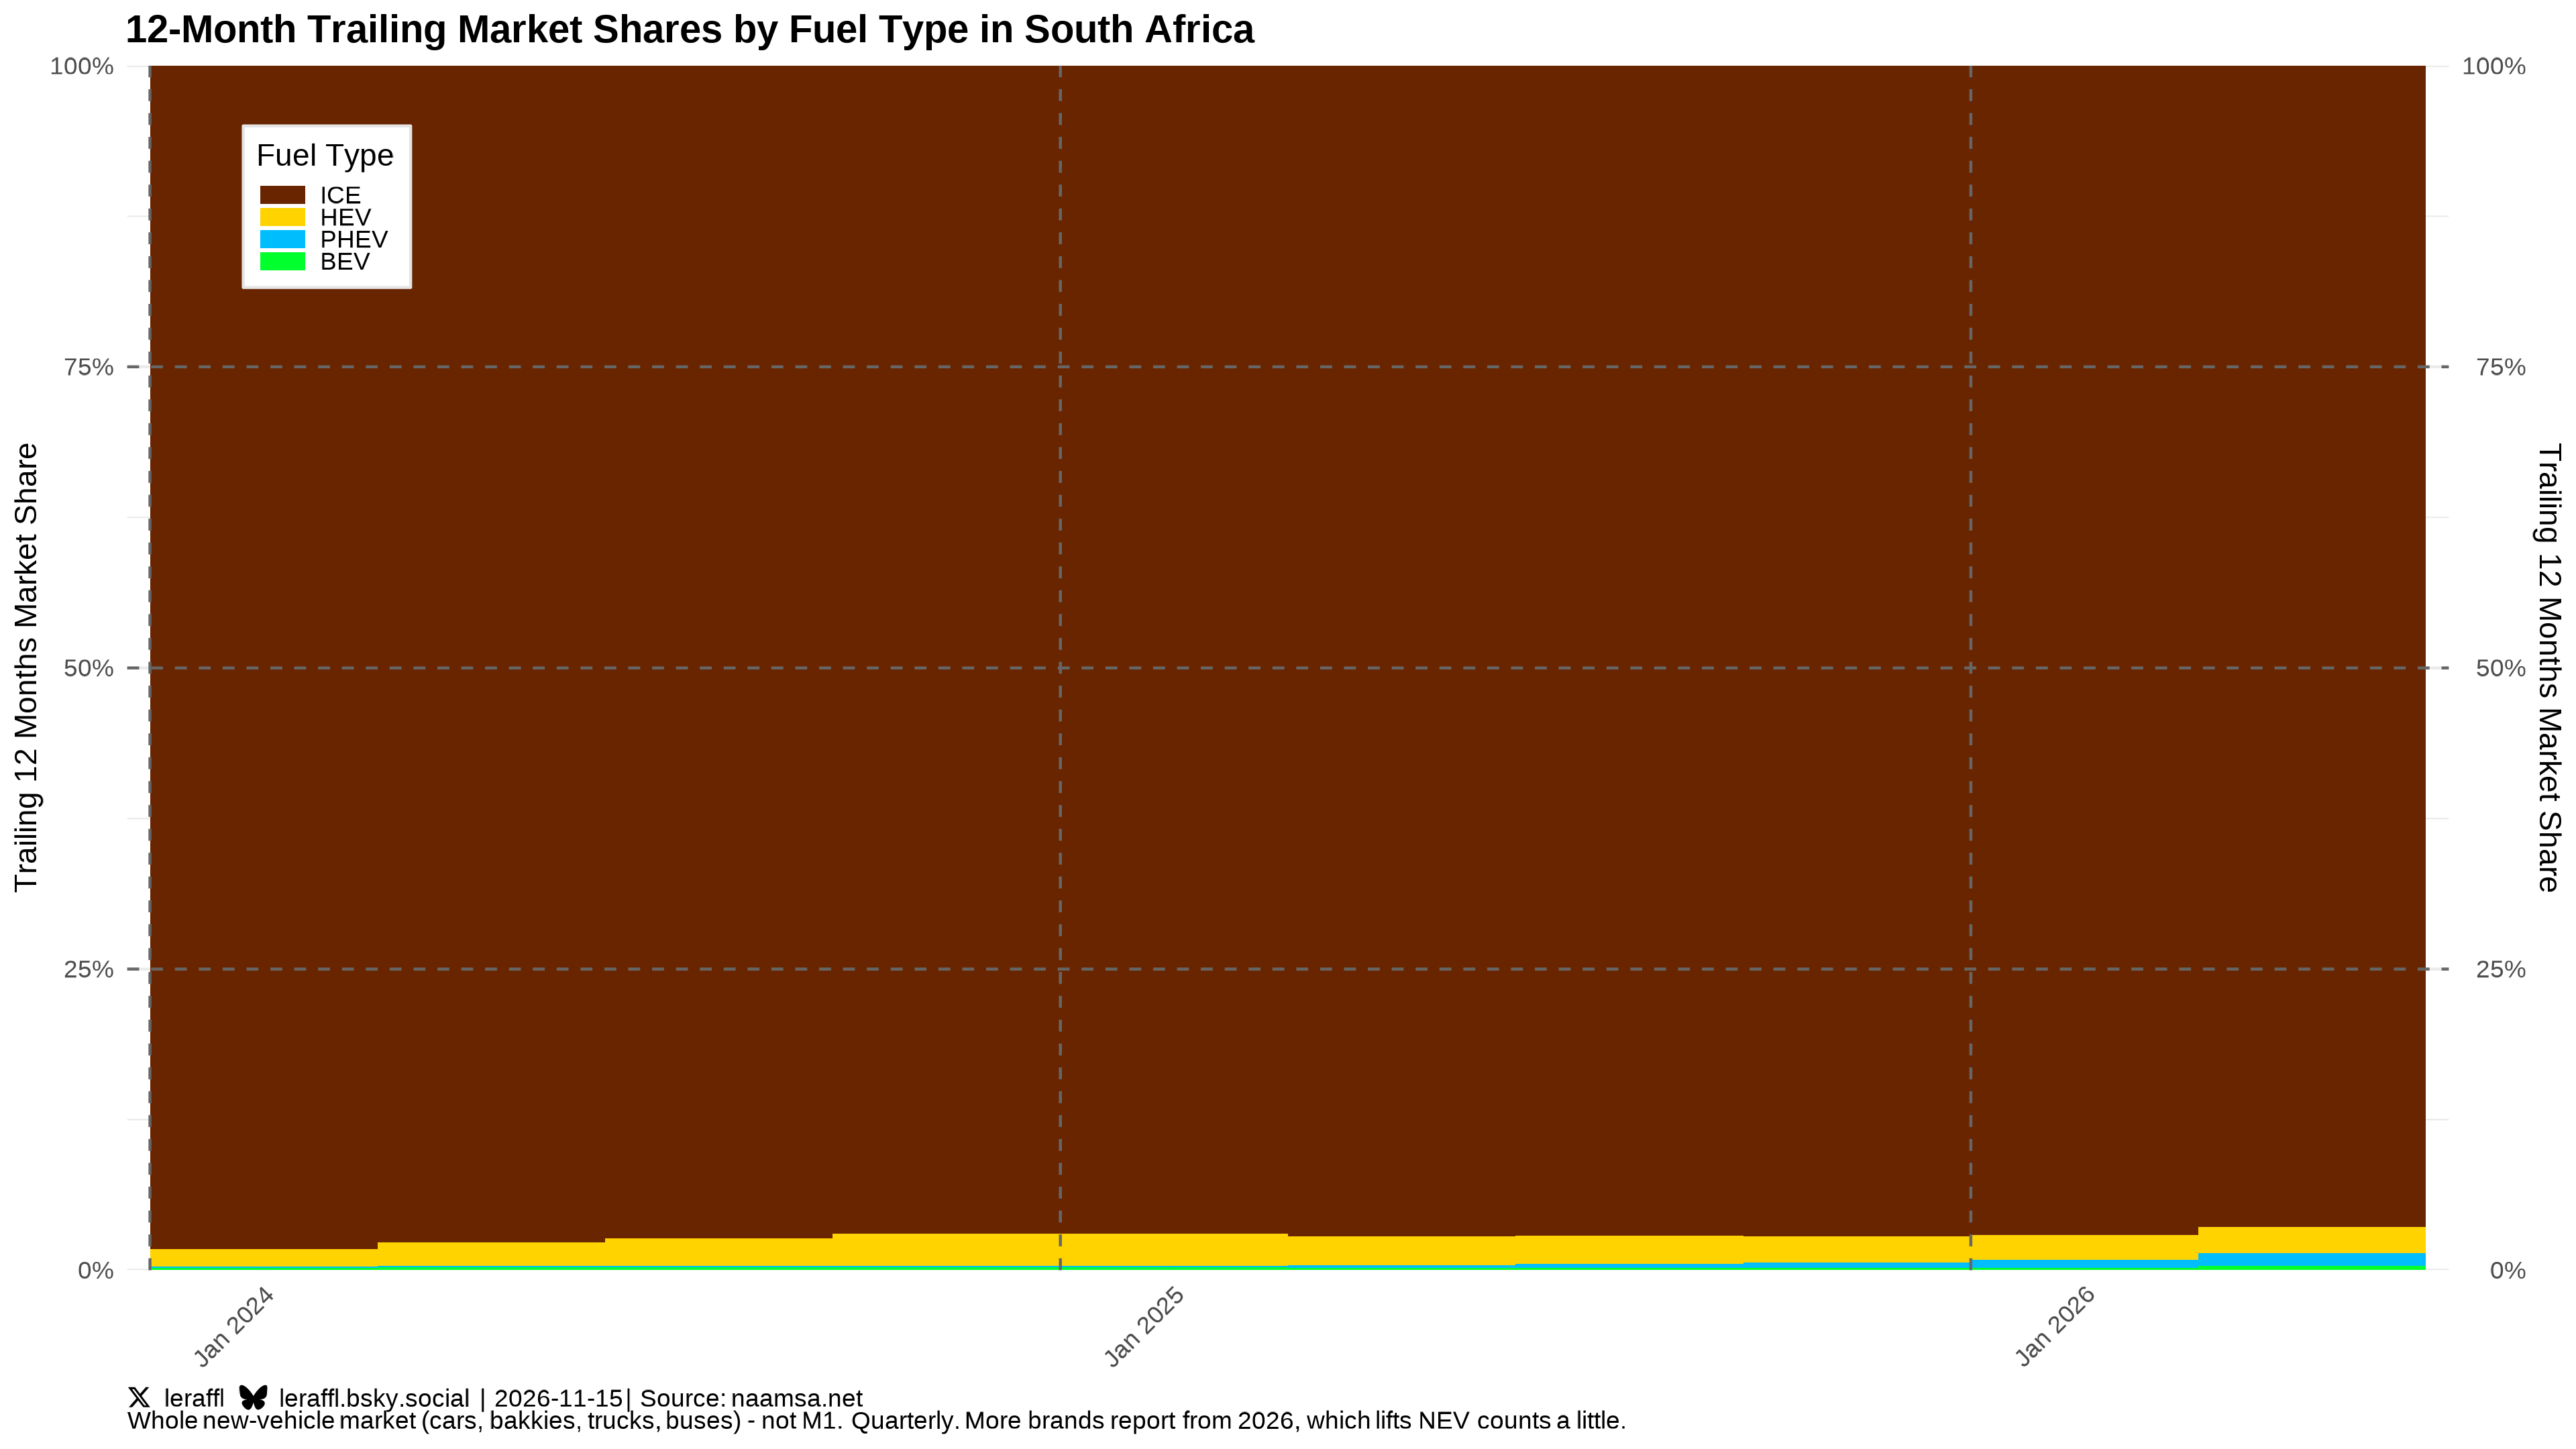 12-Month Trailing Market Shares by Fuel Type in South Africa
100%
75%
50%
25%
0%
100%
75%
50%
25%
0%
Trailing 12 Months Market Share
Trailing 12 Months Market Share
Fuel Type
ICE
HEV
PHEV
BEV
Jan 2024
Jan 2025
Jan 2026
leraffl leraffl.bsky.social | 2026-11-15| Source: naamsa.net
Whole new-vehicle market (cars, bakkies, trucks, buses) - not M1. Quarterly. More brands report from 2026, which lifts NEV counts a little.